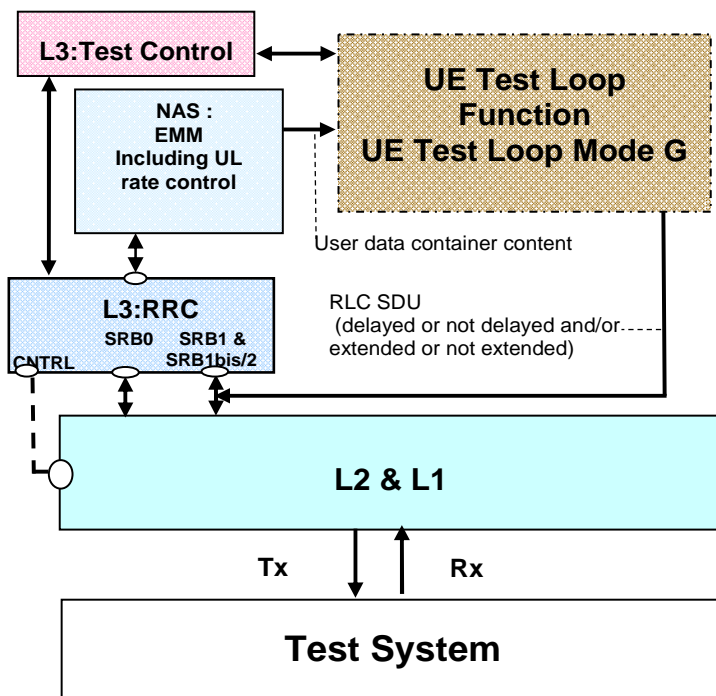 L3:Test Control
UE Test Loop
Function
UE Test Loop Mode G
NAS :
EMM
Including UL
rate control
User data container content
RLC SDU
(delayed or not delayed and/or
extended or not extended)
L3:RRC
SRB0
SRB1 &
SRB1bis/2
CNTRL
L2 & L1
Tx
Rx
Test System